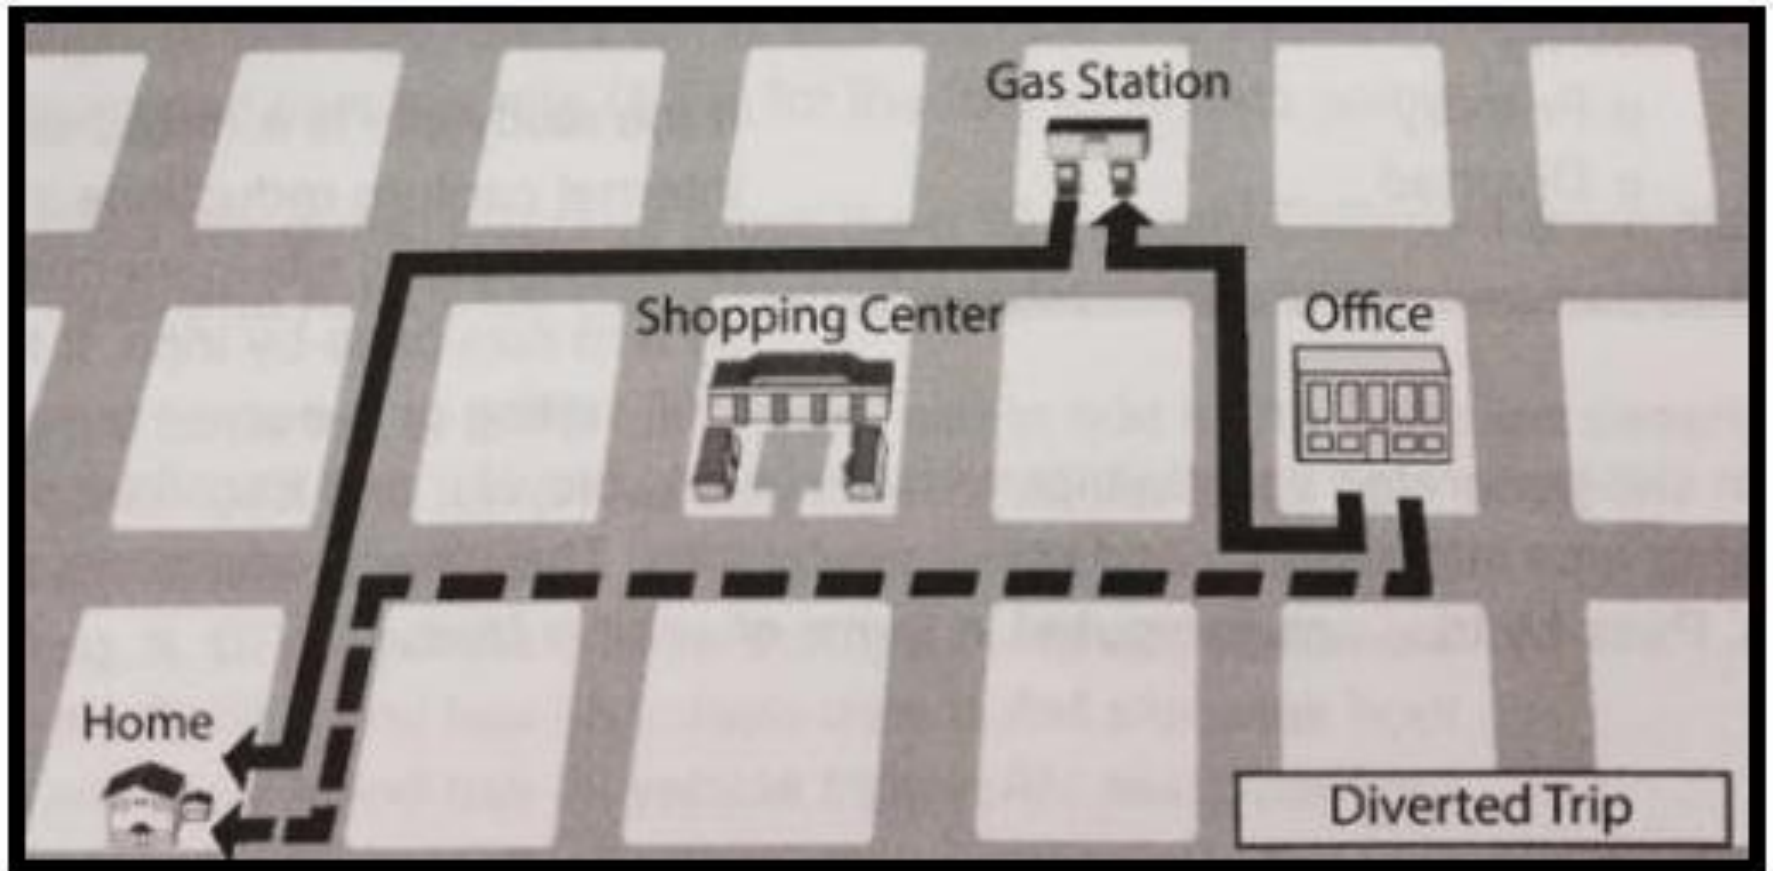 Gas Station
Shopping Center
Office
Home
Diverted Trip